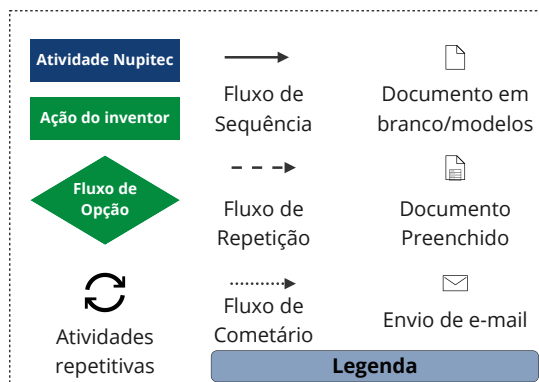 Atividade Nupitec
Ação do inventor
Fluxo de
Opção
Atividades
repetitivas
Fluxo de
Sequência
Fluxo de
Repetição
Fluxo de
Cometário
Documento em
branco/modelos
Documento
Preenchido
Envio de e-mail
Legenda